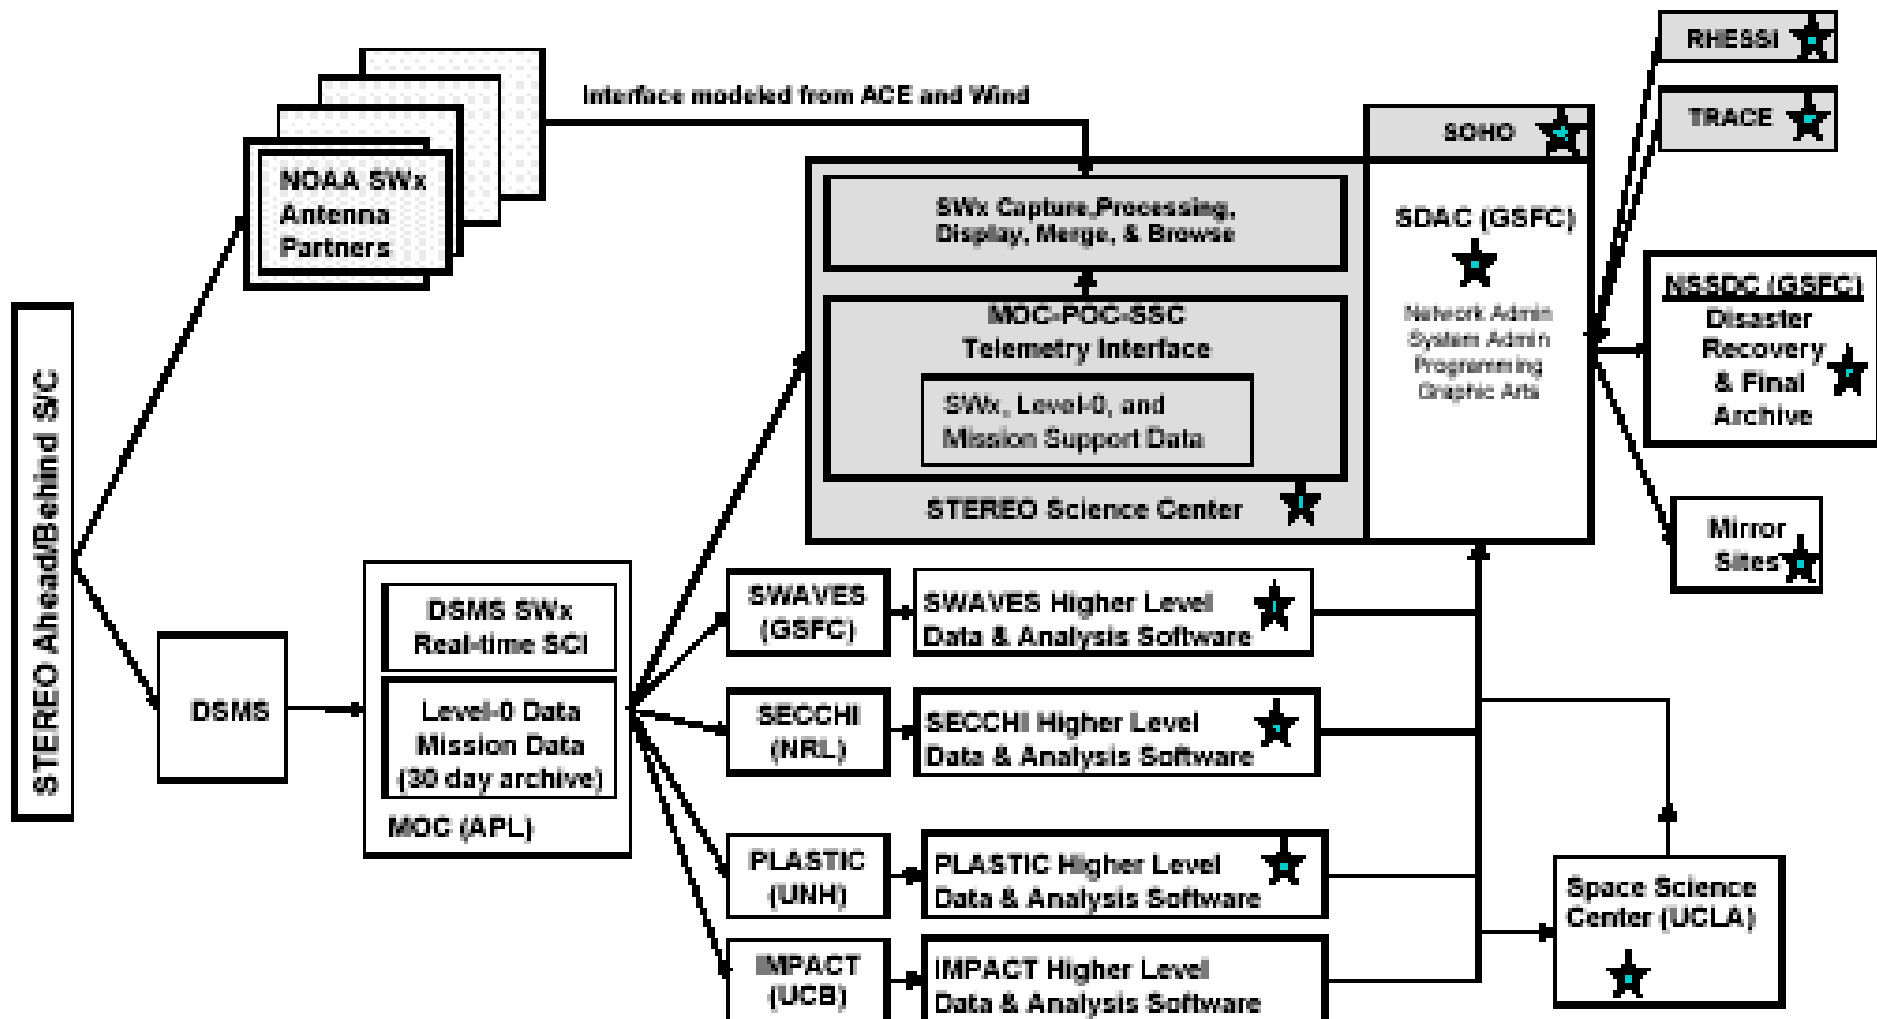 RHESSI
TRACE
Interface modeled from ACE and Wind
SOHO
NOAA SWx
Antenna
Partners
SWx Capture,Processing,
Display, Merge, & Browse
MOC-POC-SSC
Telemetry Interface
SWx, Level-0, and
Mission Support Data
STEREO Science Center
SDAC (GSFC)
Network Admin
System Admin
Programming
Graphic Arts
NSSDC (GSFC)
Disaster
Recovery
& Final
Archive
Mirror
Sites
STEREO Ahead/Behind S/C
DSMS
DSMS SWx
Real-time SCI
Level-0 Data
Mission Data
(30 day archive)
MOC (APL)
SWAVES
(GSFC)
SWAVES Higher Level
Data & Analysis Software
SECCHI
(NRL)
SECCHI Higher Level
Data & Analysis Software
PLASTIC
(UNH)
PLASTIC Higher Level
Data & Analysis Software
IMPACT
(UCB)
IMPACT Higher Level
Data & Analysis Software
Space Science
Center (UCLA)